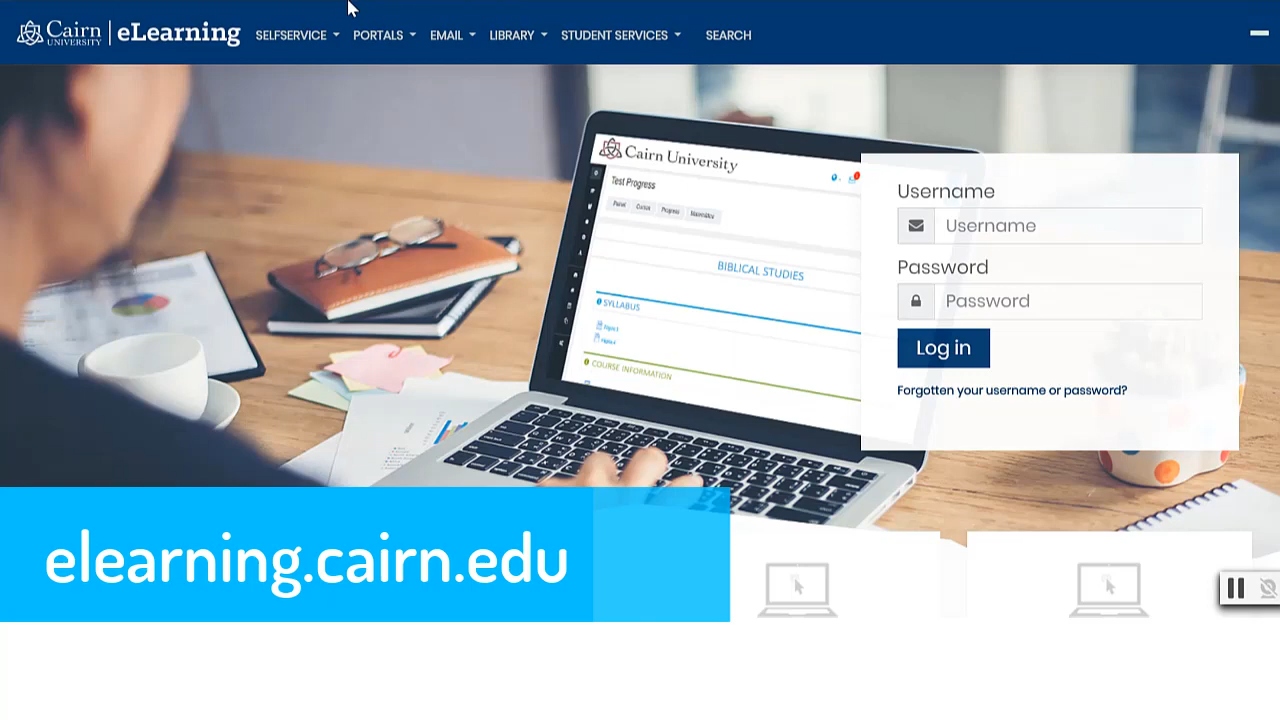 Cairn UNIVERSITY eLearning SELFSERVICE PORTALS EMAIL LIBRARY STUDENT SERVICES SEARCH
Cairn University
Test Progress
BIBLICAL STUDIES
SYLLABUS
COURSE INFORMATION
Username
Username
Password
Password
Log in
Forgotten your username or password?
elearning.cairn.edu